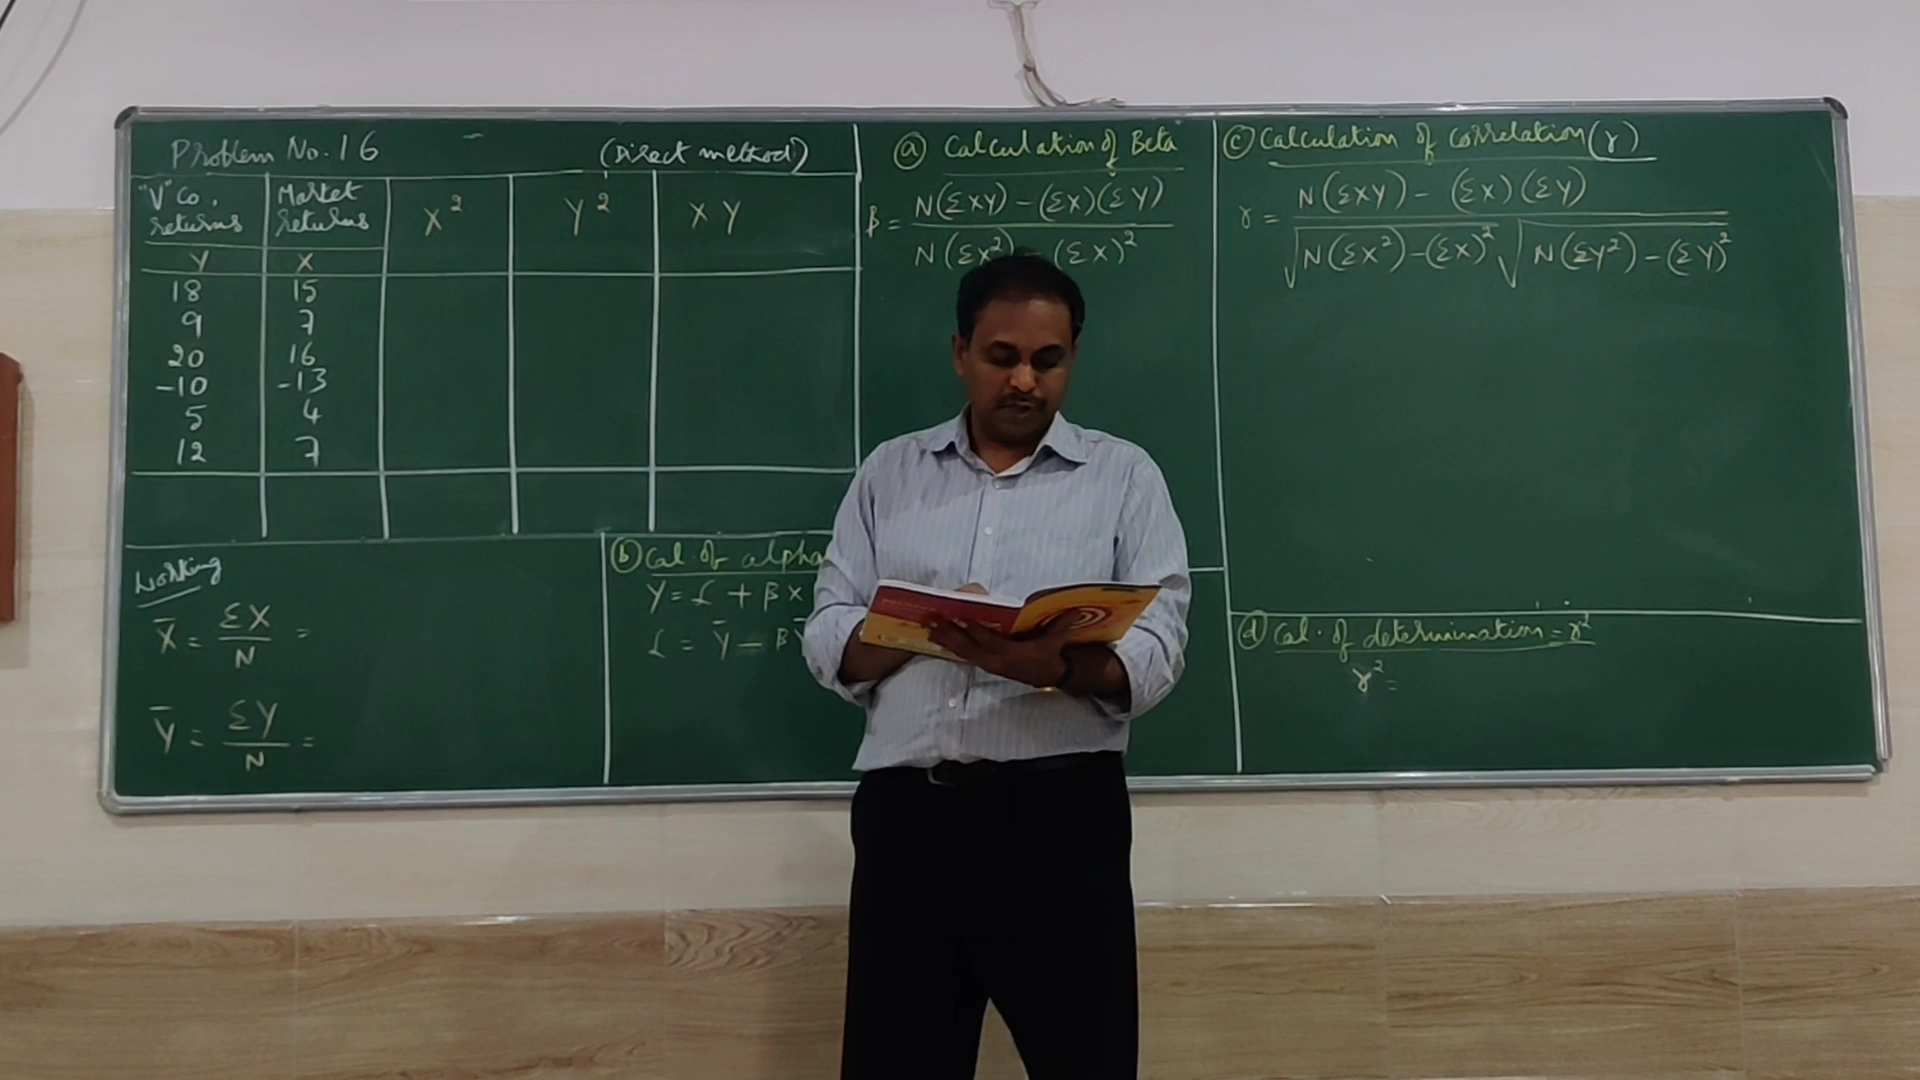 Problem No. 16 (Direct method)
"V" Co. returns Market returns X² Y² XY
Y X
18 15
9 7
20 16
-10 -13
5 4
12 7
Working
X̄ = ΣX / N =
Ȳ = ΣY / N =
(a) Calculation of Beta
β = N(ΣXY) - (ΣX)(ΣY)
N(Σx²) - (Σx)²
(b) Cal. of alpha
Y = £ + βx
£ = Ȳ - β
(c) Calculation of correlation (r)
r = N(ΣXY) - (Σx)(ΣY)
√N(Σx²) - (Σx)² √N(ΣY²) - (ΣY)²
(d) Cal. of determination = r²
r² =